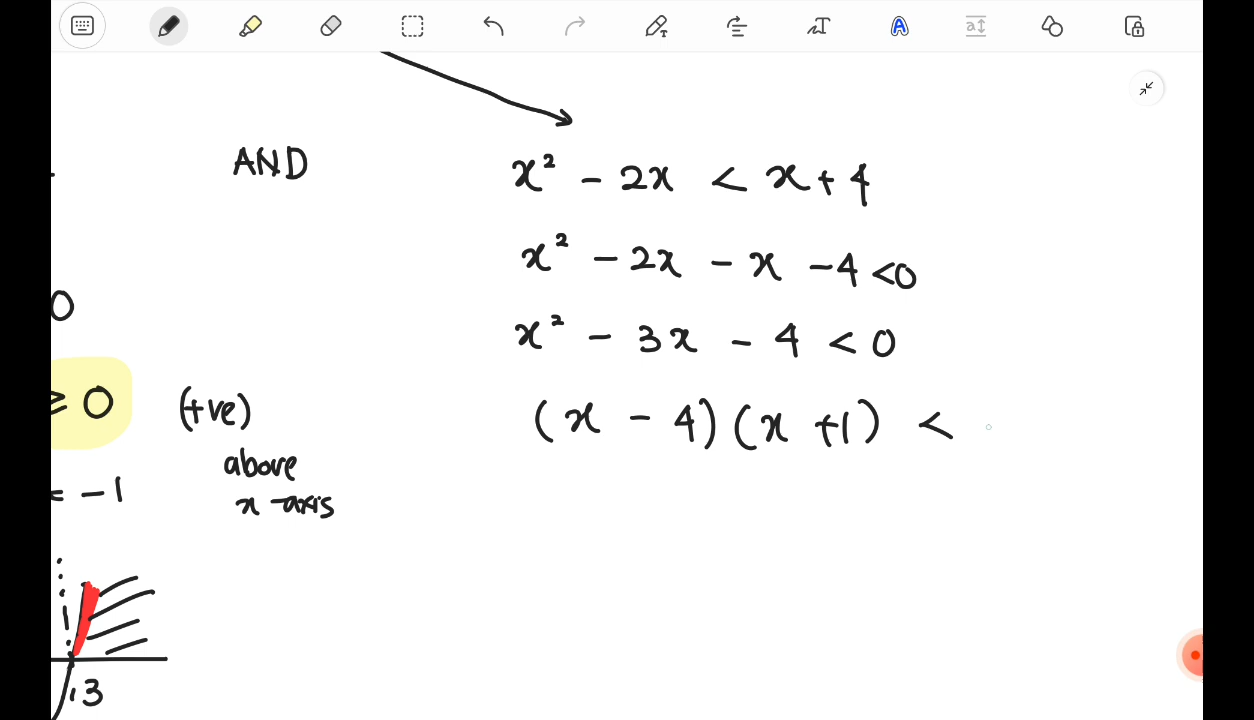 AND
x² - 2x < x + 4
x² - 2x - x - 4 < 0
0
x² - 3x - 4 < 0
≥ 0 (+ve)
(x - 4)(x + 1) <
above
x-axis
= -1
3